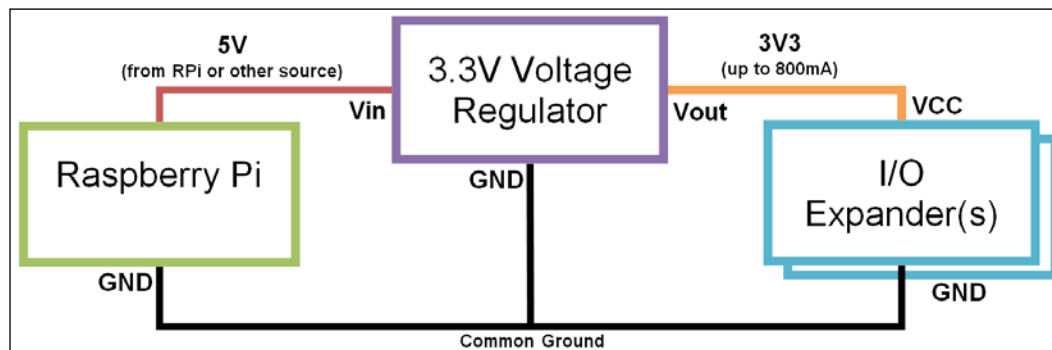 5V
(from RPi or other source)
3.3V Voltage
Regulator
3V3
(up to 800mA)
Vin
Vout
VCC
Raspberry Pi
GND
I/O
Expander(s)
GND
GND
Common Ground